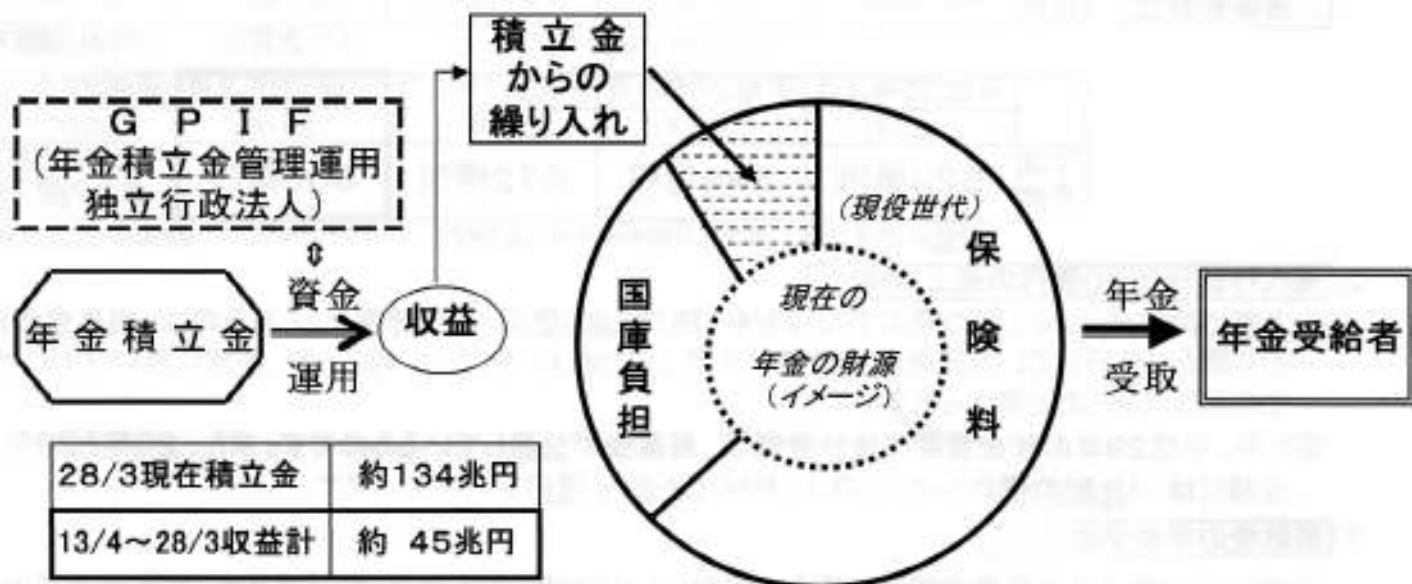 積立金
からの
繰り入れ
GPIF
(年金積立金管理運用
独立行政法人)
⇕
年金積立金
資金
運用
収益
国庫負担
(現役世代)
保険料
現在の
年金の財源
(イメージ)
年金
受取
年金受給者
28/3現在積立金 約134兆円
13/4～28/3収益計 約 45兆円